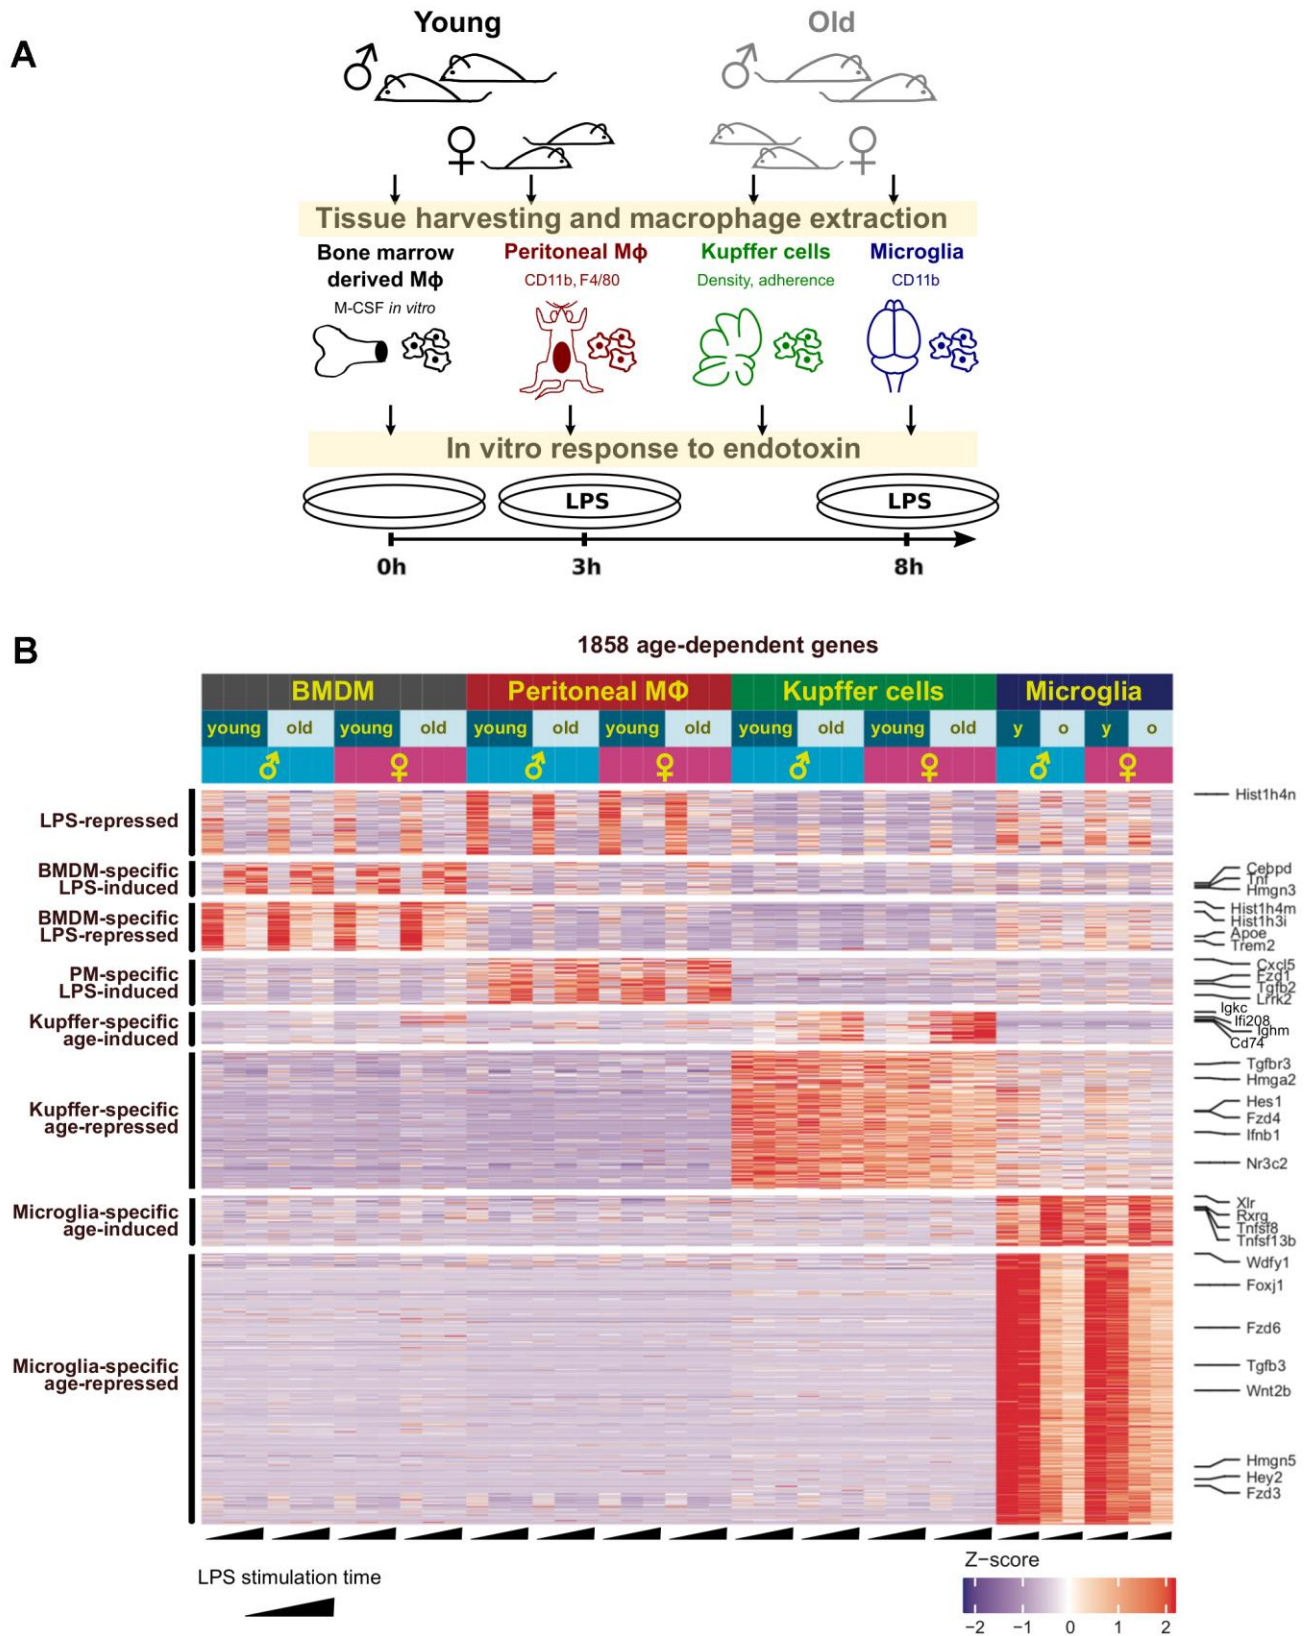 A
Young
Old
♂
♂
♀
♀
Tissue harvesting and macrophage extraction
Bone marrow
derived Mϕ
M-CSF in vitro
Peritoneal Mϕ
CD11b, F4/80
Kupffer cells
Density, adherence
Microglia
CD11b
In vitro response to endotoxin
LPS
LPS
0h
3h
8h
B
1858 age-dependent genes
BMDM
Peritoneal MΦ
Kupffer cells
Microglia
young old young old young old young old young old young old y o y o
♂ ♀ ♂ ♀ ♂ ♀ ♂ ♀
LPS-repressed
BMDM-specific
LPS-induced
BMDM-specific
LPS-repressed
PM-specific
LPS-induced
Kupffer-specific
age-induced
Kupffer-specific
age-repressed
Microglia-specific
age-induced
Microglia-specific
age-repressed
Hist1h4n
Cebpd
Tnf
Hmgn3
Hist1h4m
Hist1h3i
Apoe
Trem2
Cxcl5
Fzd1
Tgfb2
Lrrk2
Igkc
Ifi208
Ighm
Cd74
Tgfbr3
Hmga2
Hes1
Fzd4
Ifnb1
Nr3c2
Xlr
Rxrg
Tnfsf8
Tnfsf13b
Wdfy1
Foxj1
Fzd6
Tgfb3
Wnt2b
Hmgn5
Hey2
Fzd3
LPS stimulation time
Z−score
−2 −1 0 1 2